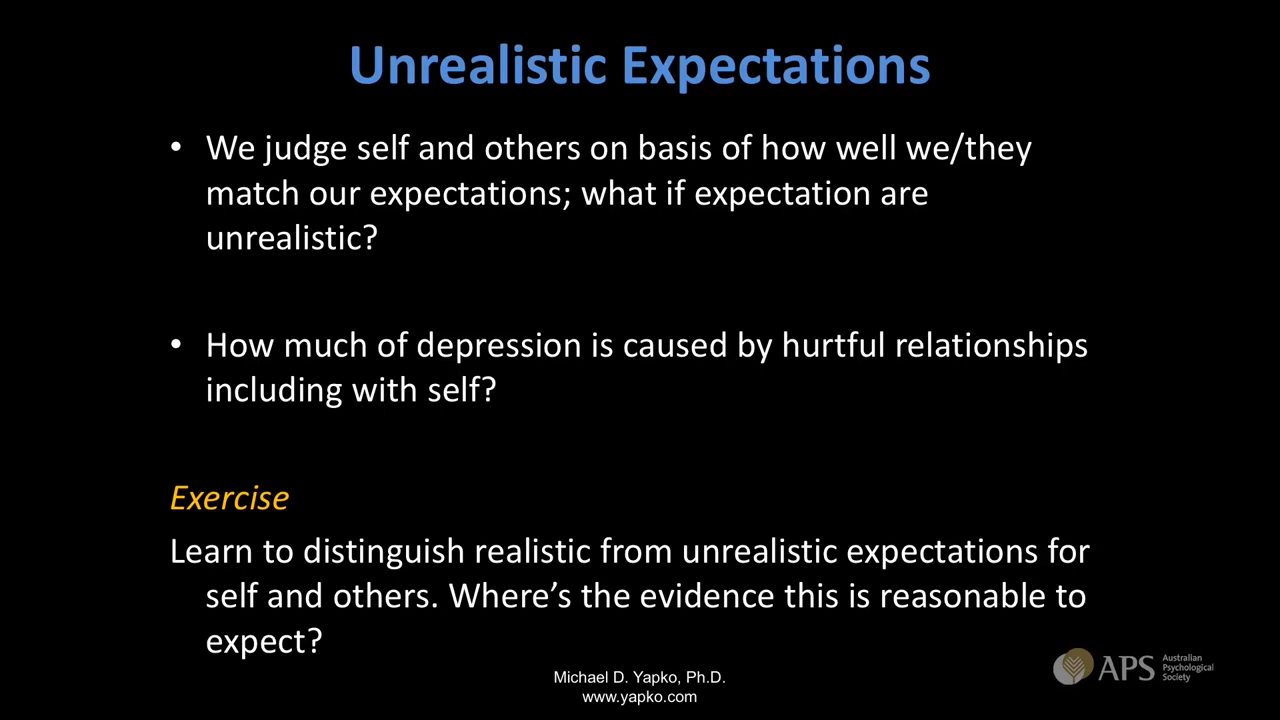 Unrealistic Expectations
• We judge self and others on basis of how well we/they
match our expectations; what if expectation are
unrealistic?
• How much of depression is caused by hurtful relationships
including with self?
Exercise
Learn to distinguish realistic from unrealistic expectations for
self and others. Where’s the evidence this is reasonable to
expect?
Michael D. Yapko, Ph.D.
www.yapko.com
APS
Australian
Psychological
Society